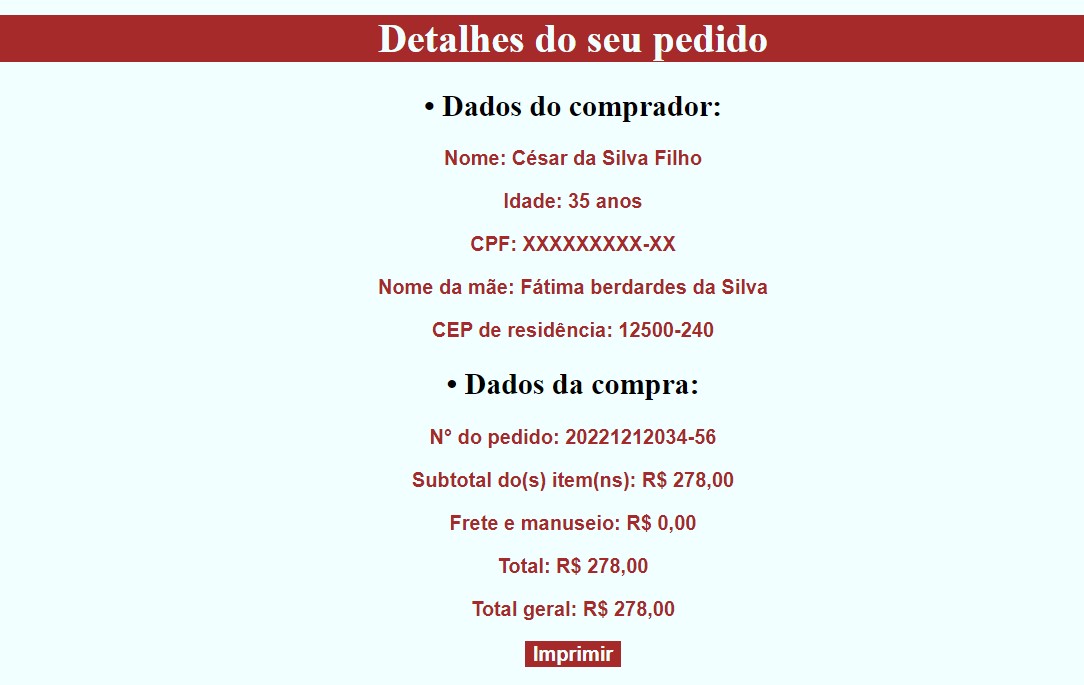 Detalhes do seu pedido
• Dados do comprador:
Nome: César da Silva Filho
Idade: 35 anos
CPF: XXXXXXXXX-XX
Nome da mãe: Fátima berdardes da Silva
CEP de residência: 12500-240
• Dados da compra:
N° do pedido: 20221212034-56
Subtotal do(s) item(ns): R$ 278,00
Frete e manuseio: R$ 0,00
Total: R$ 278,00
Total geral: R$ 278,00
Imprimir